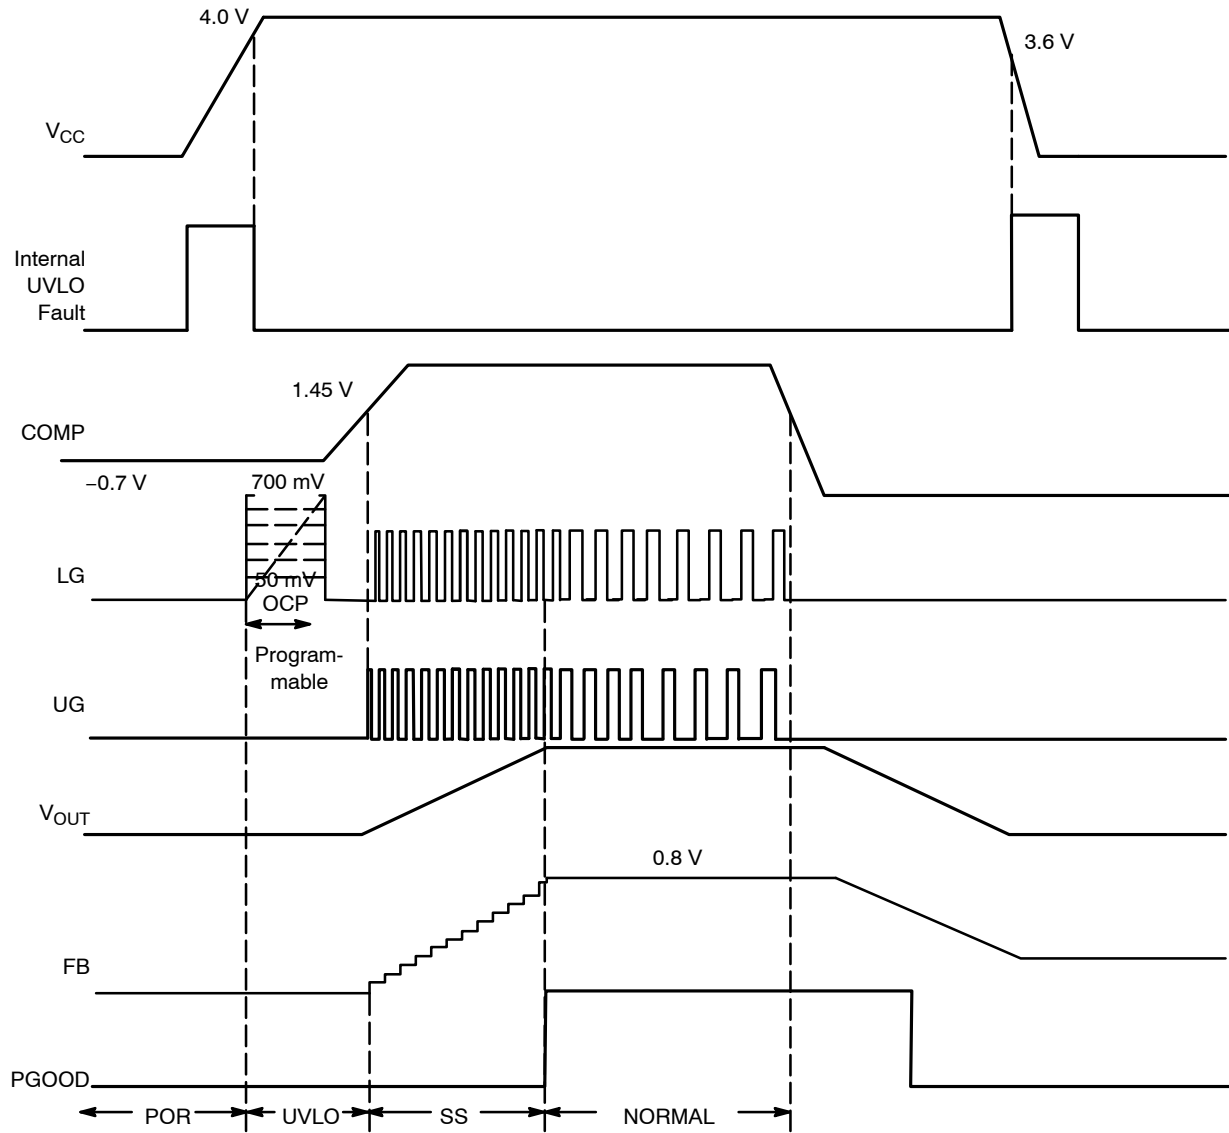 4.0 V
3.6 V
VCC
Internal
UVLO
Fault
1.45 V
COMP
−0.7 V
700 mV
LG
50 mV
OCP
Program-
mable
UG
VOUT
0.8 V
FB
PGOOD
POR UVLO SS NORMAL